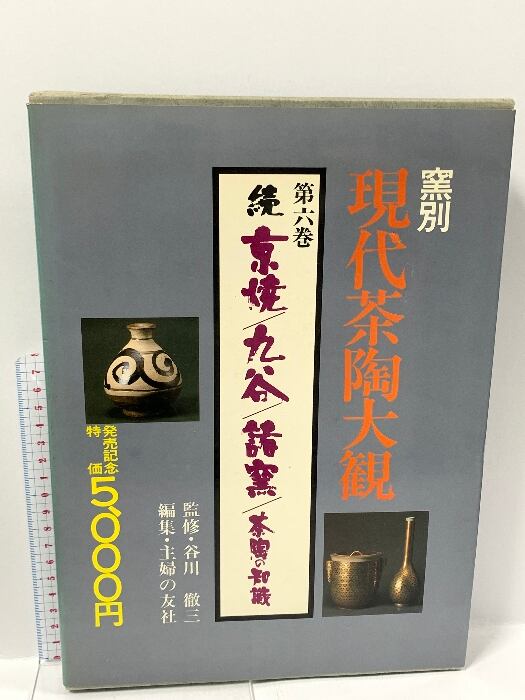 窯別
現代茶陶大観
第六巻
続 京焼/九谷/諸窯/茶陶の知識
監修・谷川 徹三
編集・主婦の友社
発売記念
特価
5,000円